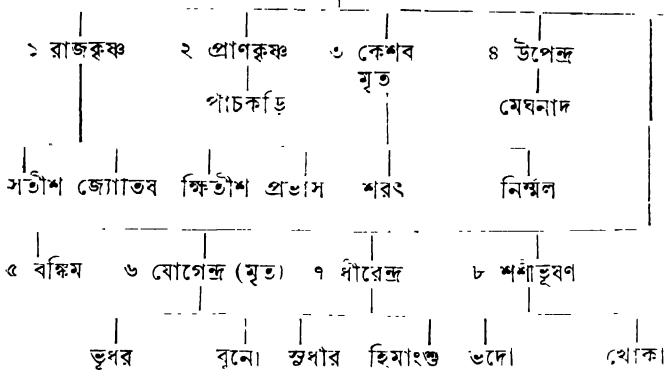 ১ রাজকৃষ্ণ ২ প্রাণকৃষ্ণ ৩ কেশব ৪ উপেন্দ্র
মৃত
পাঁচকড়ি মেঘনাদ
সতীশ জ্যোতিষ ক্ষিতীশ প্রভাস শরৎ নির্ম্মল
৫ বঙ্কিম ৬ যোগেন্দ্র (মৃত) ৭ ধীরেন্দ্র ৮ শশীভূষণ
ভূধর বুনো সুধীর হিমাংশু ভদো খোকা